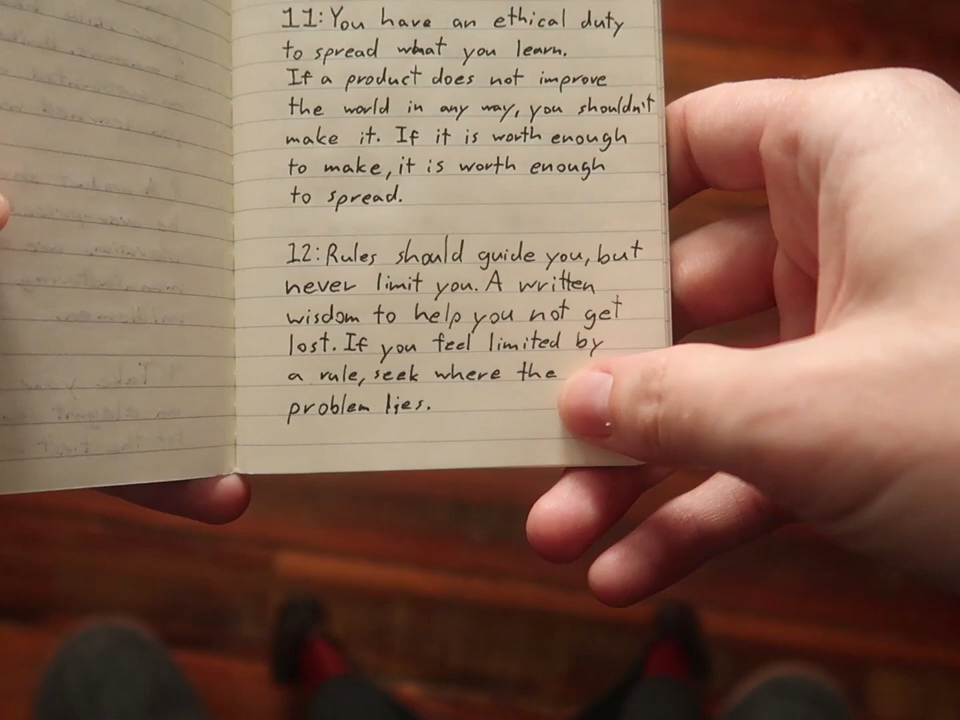 11: You have an ethical duty
to spread what you learn.
If a product does not improve
the world in any way, you shouldn't
make it. If it is worth enough
to make, it is worth enough
to spread.
12: Rules should guide you, but
never limit you. A written
wisdom to help you not get
lost. If you feel limited by
a rule, seek where the
problem lies.